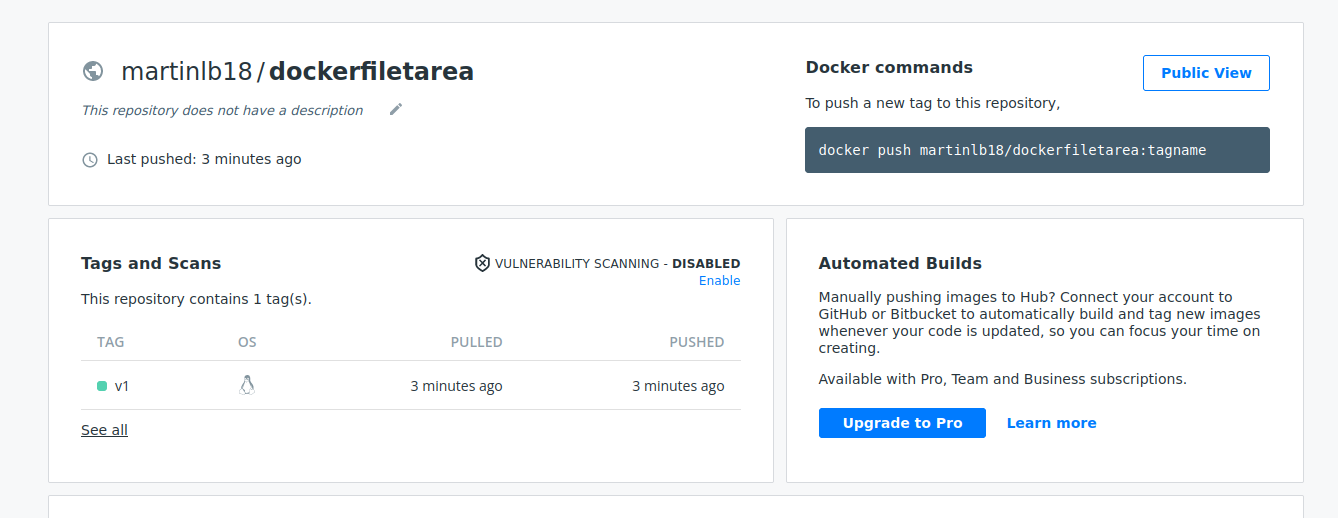 martinlb18/dockerfiletarea
This repository does not have a description
Last pushed: 3 minutes ago
Docker commands
Public View
To push a new tag to this repository,
docker push martinlb18/dockerfiletarea:tagname
Tags and Scans
VULNERABILITY SCANNING - DISABLED
Enable
This repository contains 1 tag(s).
TAG OS PULLED PUSHED
v1 3 minutes ago 3 minutes ago
See all
Automated Builds
Manually pushing images to Hub? Connect your account to
GitHub or Bitbucket to automatically build and tag new images
whenever your code is updated, so you can focus your time on
creating.
Available with Pro, Team and Business subscriptions.
Upgrade to Pro Learn more